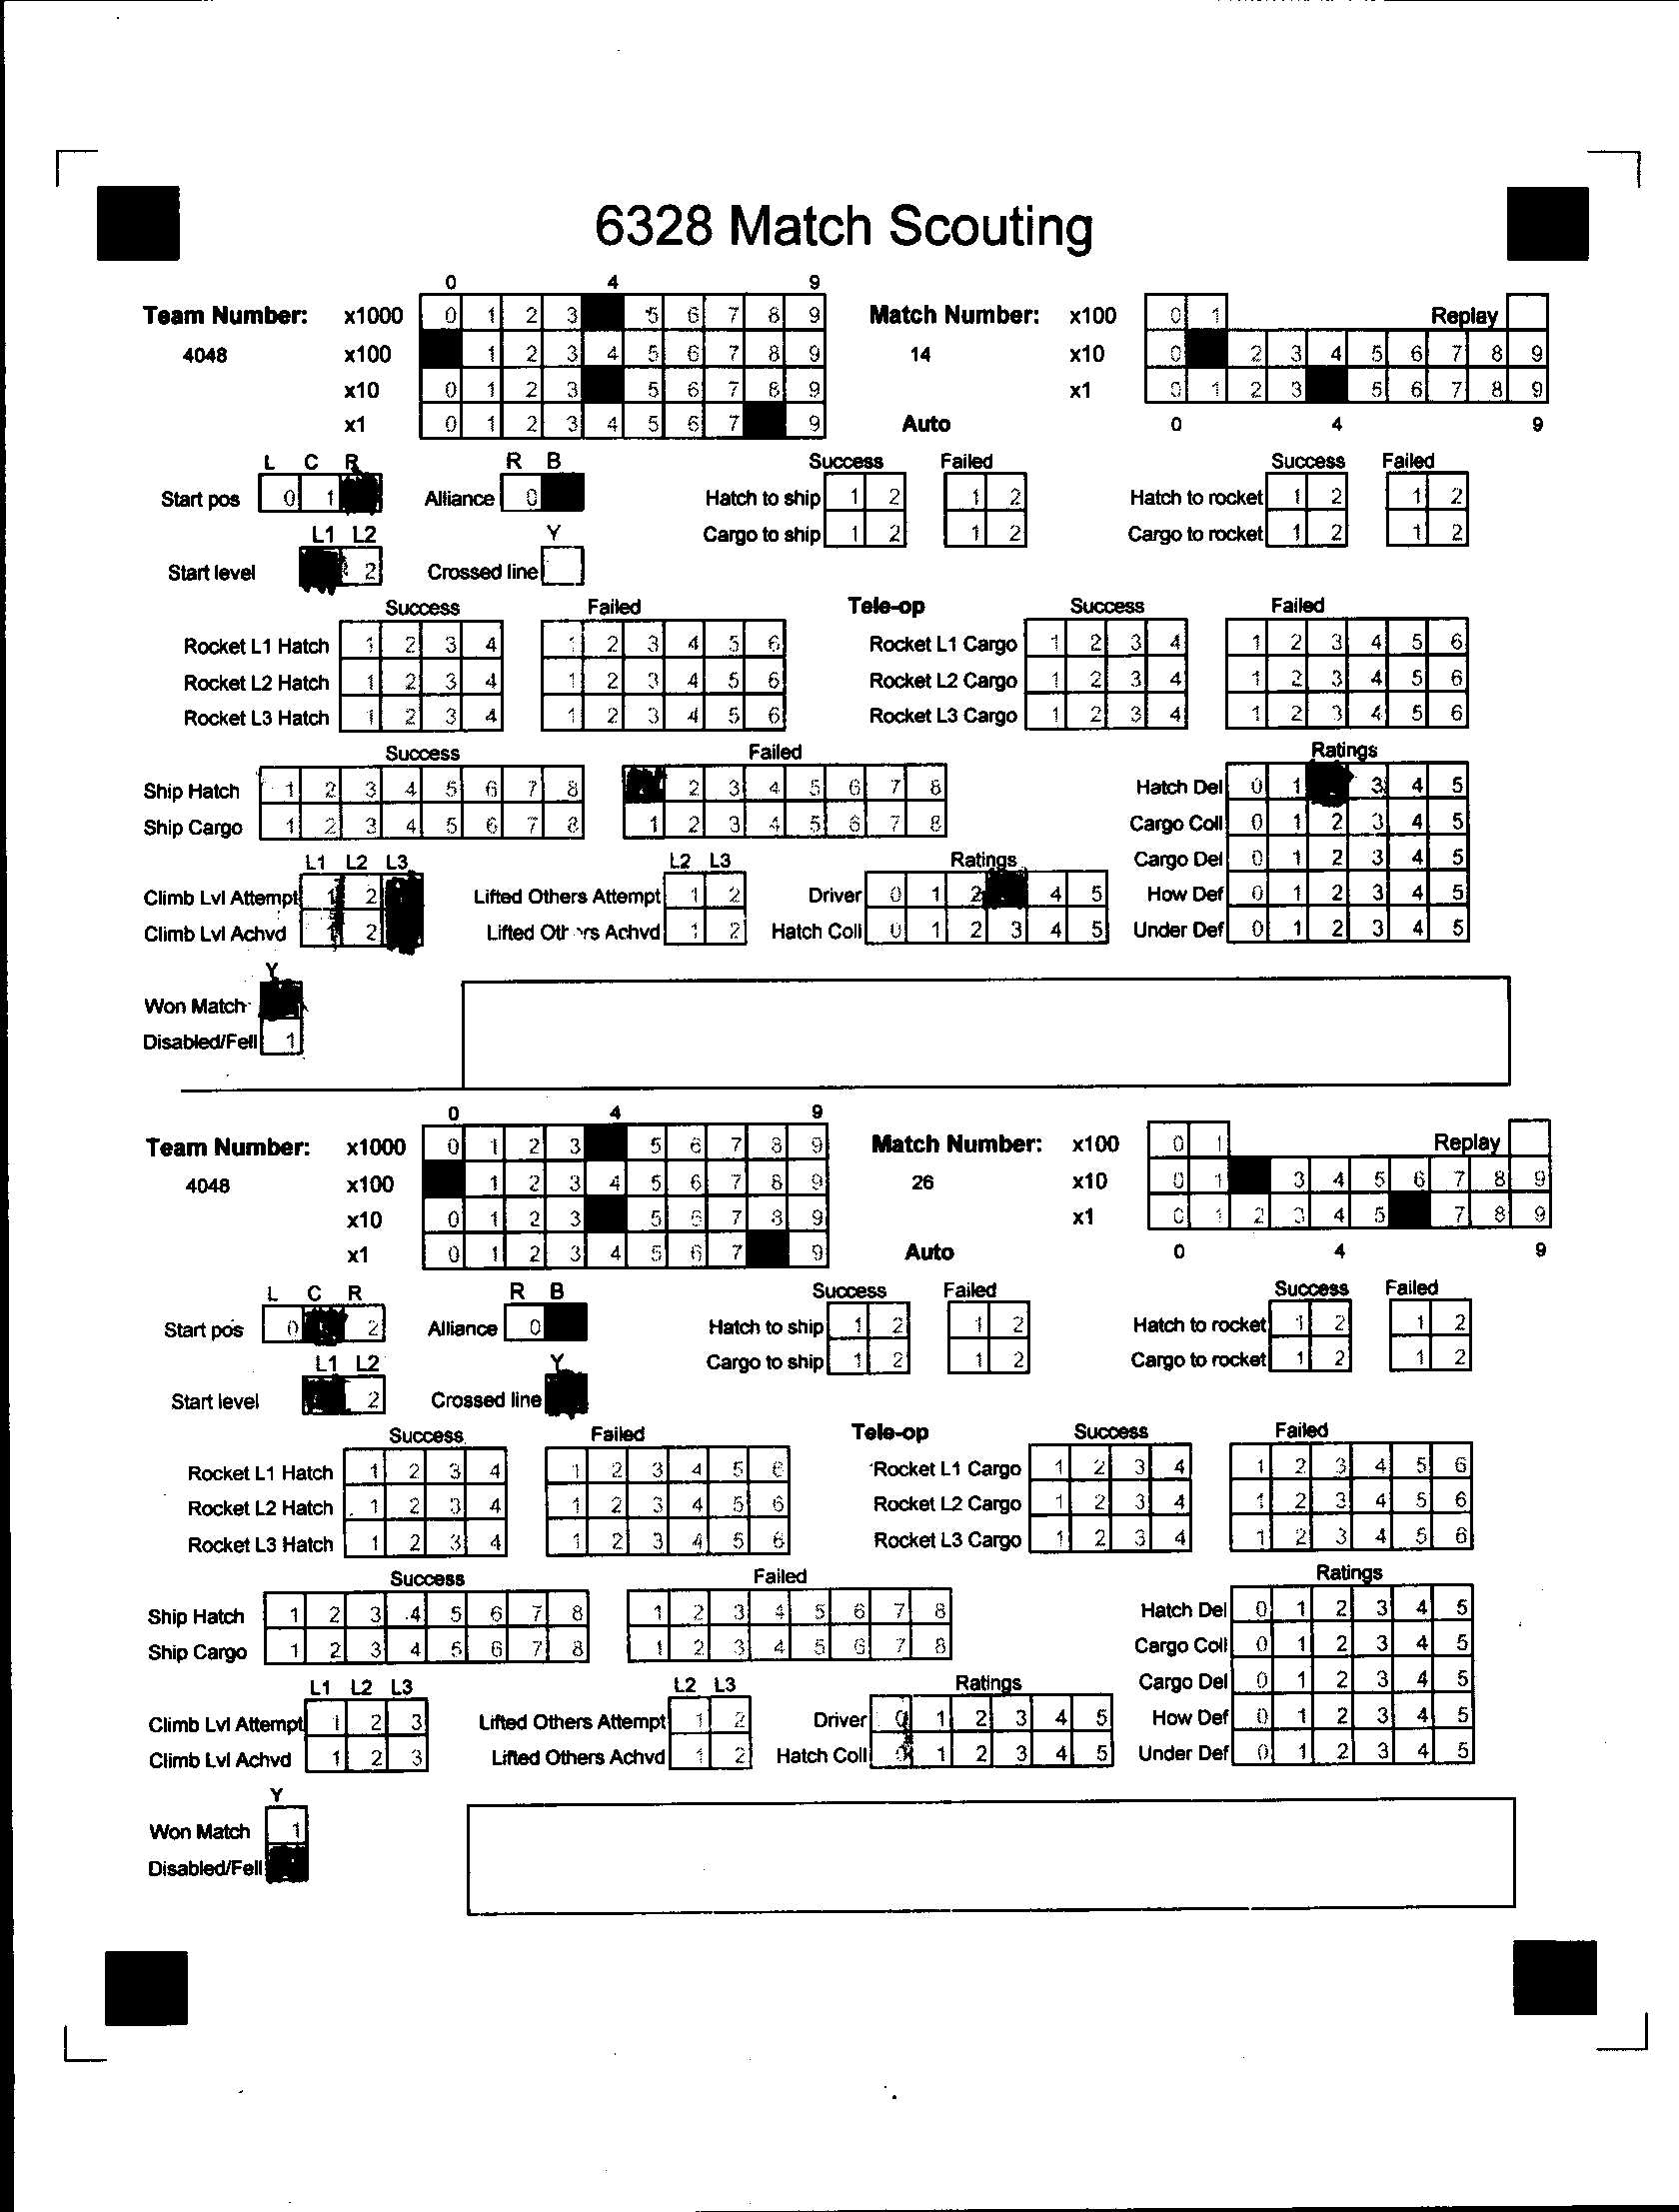 6328 Match Scouting
0 4 9
Team Number: x1000 0 1 2 3 5 6 7 8 9 Match Number: x100 0 1 Replay
4048 x100 1 2 3 4 5 6 7 8 9 14 x10 0 2 3 4 5 6 7 8 9
x10 0 1 2 3 5 6 7 8 9 x1 0 1 2 3 5 6 7 8 9
x1 0 1 2 3 4 5 6 7 9 Auto 0 4 9
L C R R B Success Failed Success Failed
Start pos 0 1 Alliance 0 Hatch to ship 1 2 1 2 Hatch to rocket 1 2 1 2
L1 L2 Y Cargo to ship 1 2 1 2 Cargo to rocket 1 2 1 2
Start level 2 Crossed line
Success Failed Tele-op Success Failed
Rocket L1 Hatch 1 2 3 4 1 2 3 4 5 6 Rocket L1 Cargo 1 2 3 4 1 2 3 4 5 6
Rocket L2 Hatch 1 2 3 4 1 2 3 4 5 6 Rocket L2 Cargo 1 2 3 4 1 2 3 4 5 6
Rocket L3 Hatch 1 2 3 4 1 2 3 4 5 6 Rocket L3 Cargo 1 2 3 4 1 2 3 4 5 6
Success Failed Ratings
Ship Hatch 1 2 3 4 5 6 7 8 2 3 4 5 6 7 8 Hatch Del 0 1 3 4 5
Ship Cargo 1 2 3 4 5 6 7 8 1 2 3 4 5 6 7 8 Cargo Coll 0 1 2 3 4 5
L1 L2 L3 L2 L3 Ratings Cargo Del 0 1 2 3 4 5
Climb Lvl Attempt 1 2 Lifted Others Attempt 1 2 Driver 0 1 2 4 5 How Def 0 1 2 3 4 5
Climb Lvl Achvd 1 2 Lifted Achvd 1 2 Hatch Coll 0 1 2 3 4 5 Under Def 0 1 2 3 4 5
Y
Won Match
Disabled/Fell 1
0 4 9
Team Number: x1000 0 1 2 3 5 6 7 8 9 Match Number: x100 0 1 Replay
4048 x100 1 2 3 4 5 6 7 8 9 26 x10 0 1 3 4 5 6 7 8 9
x10 0 1 2 3 5 6 7 8 9 x1 0 1 2 3 4 5 7 8 9
x1 0 1 2 3 4 5 6 7 9 Auto 0 4 9
L C R R B Success Failed Success Failed
Start pos 0 2 Alliance 0 Hatch to ship 1 2 1 2 Hatch to rocket 1 2 1 2
L1 L2 Y Cargo to ship 1 2 1 2 Cargo to rocket 1 2 1 2
Start level 2 Crossed line
Success Failed Tele-op Success Failed
Rocket L1 Hatch 1 2 3 4 1 2 3 4 5 6 Rocket L1 Cargo 1 2 3 4 1 2 3 4 5 6
Rocket L2 Hatch 1 2 3 4 1 2 3 4 5 6 Rocket L2 Cargo 1 2 3 4 1 2 3 4 5 6
Rocket L3 Hatch 1 2 3 4 1 2 3 4 5 6 Rocket L3 Cargo 1 2 3 4 1 2 3 4 5 6
Success Failed Ratings
Ship Hatch 1 2 3 4 5 6 7 8 1 2 3 4 5 6 7 8 Hatch Del 0 1 2 3 4 5
Ship Cargo 1 2 3 4 5 6 7 8 1 2 3 4 5 6 7 8 Cargo Coll 0 1 2 3 4 5
L1 L2 L3 L2 L3 Ratings Cargo Del 0 1 2 3 4 5
Climb Lvl Attempt 1 2 3 Lifted Others Attempt 1 2 Driver 0 1 2 3 4 5 How Def 0 1 2 3 4 5
Climb Lvl Achvd 1 2 3 Lifted Others Achvd 1 2 Hatch Coll 0 1 2 3 4 5 Under Def 0 1 2 3 4 5
Y
Won Match 1
Disabled/Fell